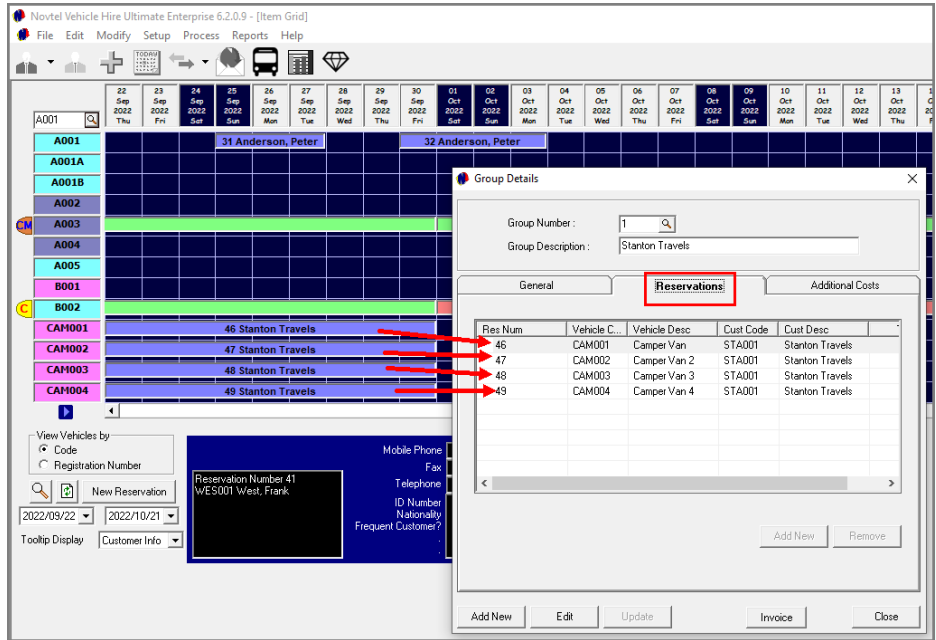 Novtel Vehicle Hire Ultimate Enterprise 6.2.0.9 - [Item Grid]
File Edit Modify Setup Process Reports Help
TODAY
22 23 24 25 26 27 28 29 30 01 02 03 04 05 06 07 08 09 10 11 12 13
Sep Sep Sep Sep Sep Sep Sep Sep Sep Oct Oct Oct Oct Oct Oct Oct Oct Oct Oct Oct Oct Oct
2022 2022 2022 2022 2022 2022 2022 2022 2022 2022 2022 2022 2022 2022 2022 2022 2022 2022 2022 2022 2022 2022
A001 Thu Fri Sat Sun Mon Tue Wed Thu Fri Sat Sun Mon Tue Wed Thu Fri Sat Sun Mon Tue Wed Thu
A001 31 Anderson, Peter 32 Anderson, Peter
A001A
A001B
A002
CM A003
A004
A005
B001
C B002
CAM001 46 Stanton Travels
CAM002 47 Stanton Travels
CAM003 48 Stanton Travels
CAM004 49 Stanton Travels
View Vehicles by
Code
Registration Number
New Reservation
2022/09/22 2022/10/21
Tooltip Display Customer Info
Reservation Number 41
WES001 West, Frank
Mobile Phone
Fax
Telephone
ID Number
Nationality
Frequent Customer?
Group Details
Group Number : 1
Group Description : Stanton Travels
General Reservations Additional Costs
Res Num Vehicle C... Vehicle Desc Cust Code Cust Desc
46 CAM001 Camper Van STA001 Stanton Travels
47 CAM002 Camper Van 2 STA001 Stanton Travels
48 CAM003 Camper Van 3 STA001 Stanton Travels
49 CAM004 Camper Van 4 STA001 Stanton Travels
Add New Remove
Add New Edit Update Invoice Close